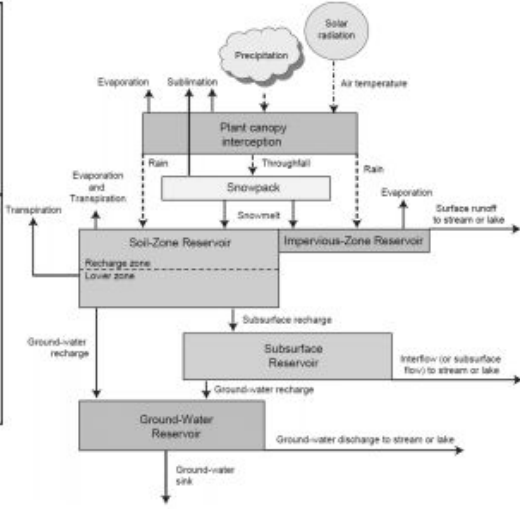 Solar
radiation
Precipitation
Evaporation
Sublimation
Air temperature
Plant canopy
interception
Rain
Throughfall
Rain
Evaporation
and
Transpiration
Snowpack
Evaporation
Transpiration
Snowmelt
Surface runoff
to stream or lake
Soil-Zone Reservoir
Impervious-Zone Reservoir
Recharge zone
Lower zone
Subsurface recharge
Ground-water
recharge
Subsurface
Reservoir
Interflow (or subsurface
flow) to stream or lake
Ground-water recharge
Ground-Water
Reservoir
Ground-water discharge to stream or lake
Ground-water
sink